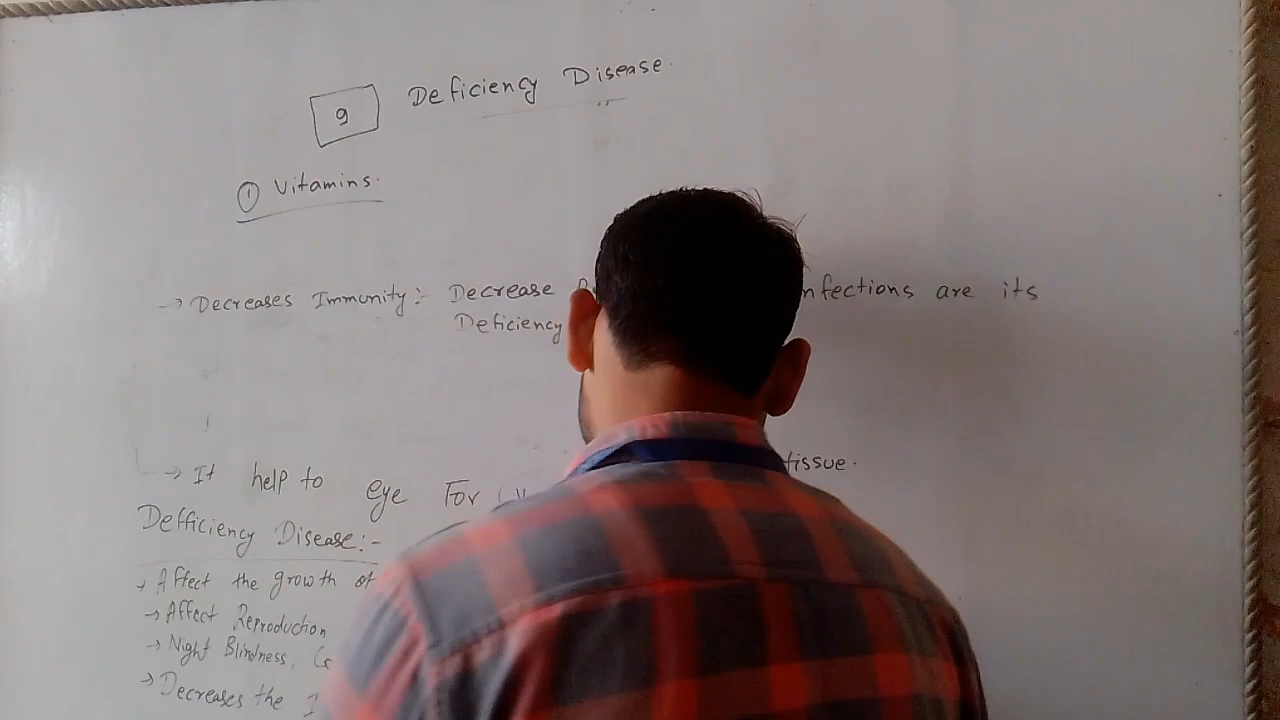 9 Deficiency Disease.
① Vitamins.
→ Decreases Immunity:- Decrease nfections are its
Deficiency
→ It help to eye For tissue.
Defficiency Disease:-
→ Affect the growth of
→ Affect Reproduction
→ Night Blindness,
→ Decreases the I